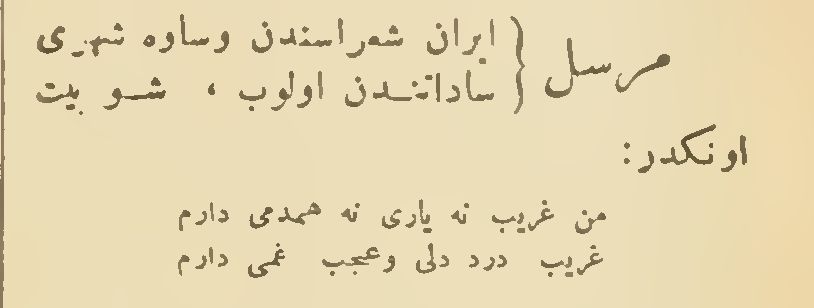 مرسل { ایران شعراسندن وساوه شهری
ساداتندن اولوب ، شو بیت
اونکدر :
من غریب نه یاری نه همدمی دارم
غریب درد دلی وعجب غمی دارم